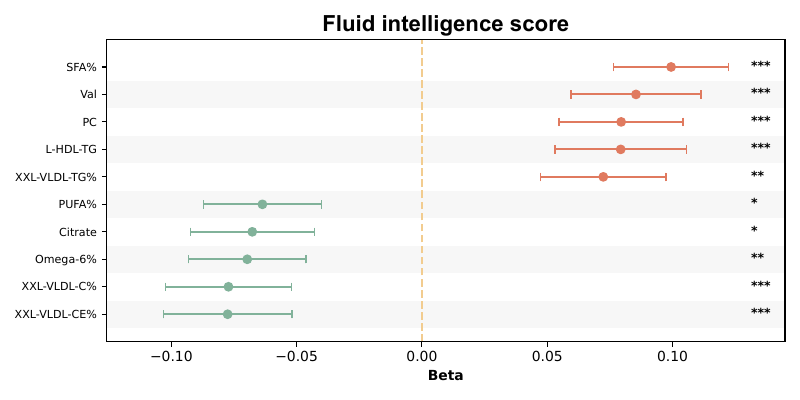 Fluid intelligence score
SFA% ***
Val ***
PC ***
L-HDL-TG ***
XXL-VLDL-TG% **
PUFA% *
Citrate *
Omega-6% **
XXL-VLDL-C% ***
XXL-VLDL-CE% ***
−0.10 −0.05 0.00 0.05 0.10
Beta